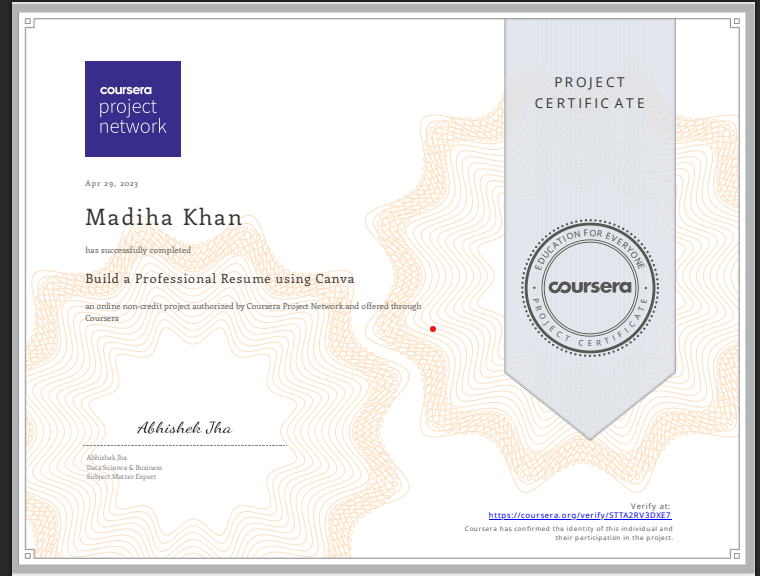 coursera
project
network
PROJECT
CERTIFICATE
Apr 29, 2023
Madiha Khan
has successfully completed
Build a Professional Resume using Canva
an online non-credit project authorized by Coursera Project Network and offered through
Coursera
EDUCATION FOR EVERYONE
coursera
PROJECT CERTIFICATE
Abhishek Jha
Abhishek Jha
Data Science & Business
Subject Matter Expert
Verify at:
https://coursera.org/verify/STTA2RV3DXE7
Coursera has confirmed the identity of this individual and
their participation in the project.